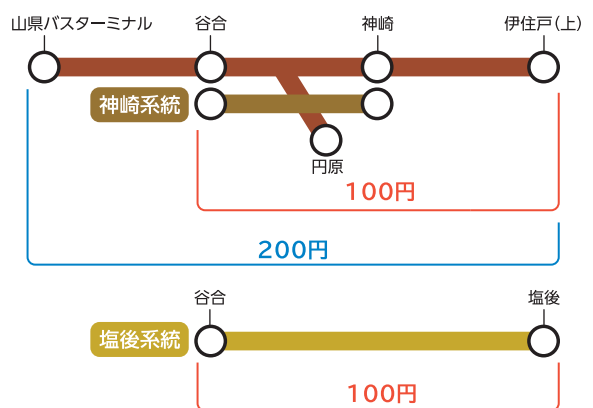 山県バスターミナル 谷合 神崎 伊住戸(上)
神崎系統
円原
100円
200円
谷合 塩後
塩後系統
100円